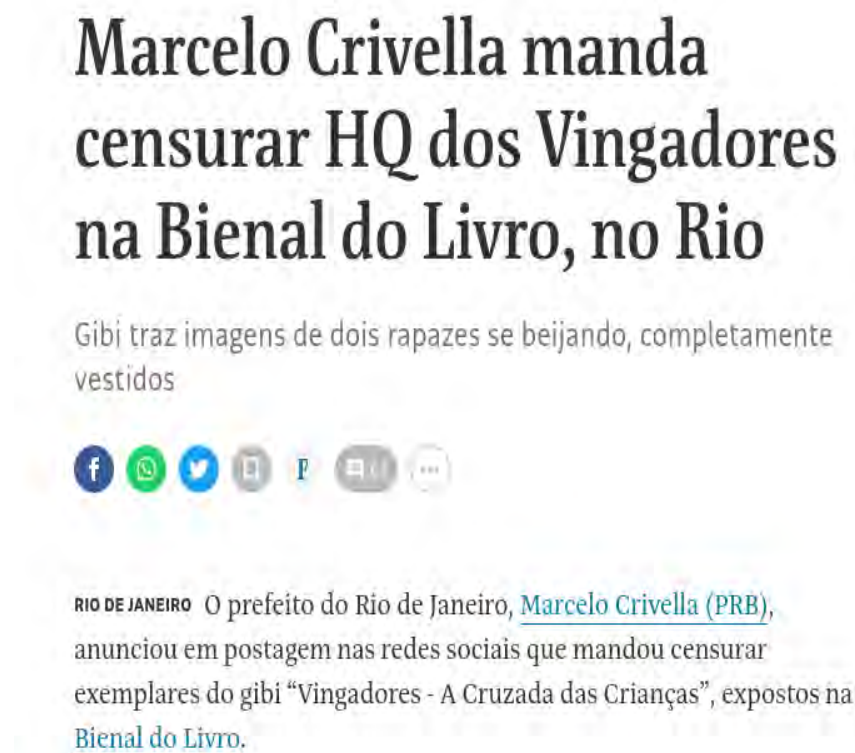 Marcelo Crivella manda
censurar HQ dos Vingadores
na Bienal do Livro, no Rio
Gibi traz imagens de dois rapazes se beijando, completamente
vestidos
RIO DE JANEIRO O prefeito do Rio de Janeiro, Marcelo Crivella (PRB),
anunciou em postagem nas redes sociais que mandou censurar
exemplares do gibi “Vingadores - A Cruzada das Crianças”, expostos na
Bienal do Livro.